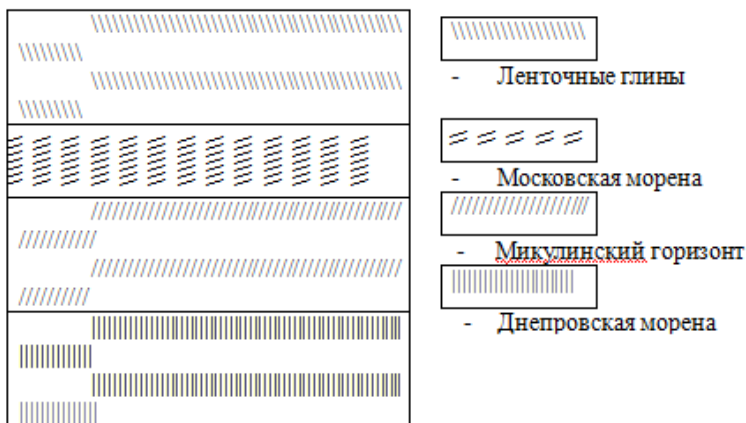 - Ленточные глины
- Московская морена
- Микулинский горизонт
- Днепровская морена